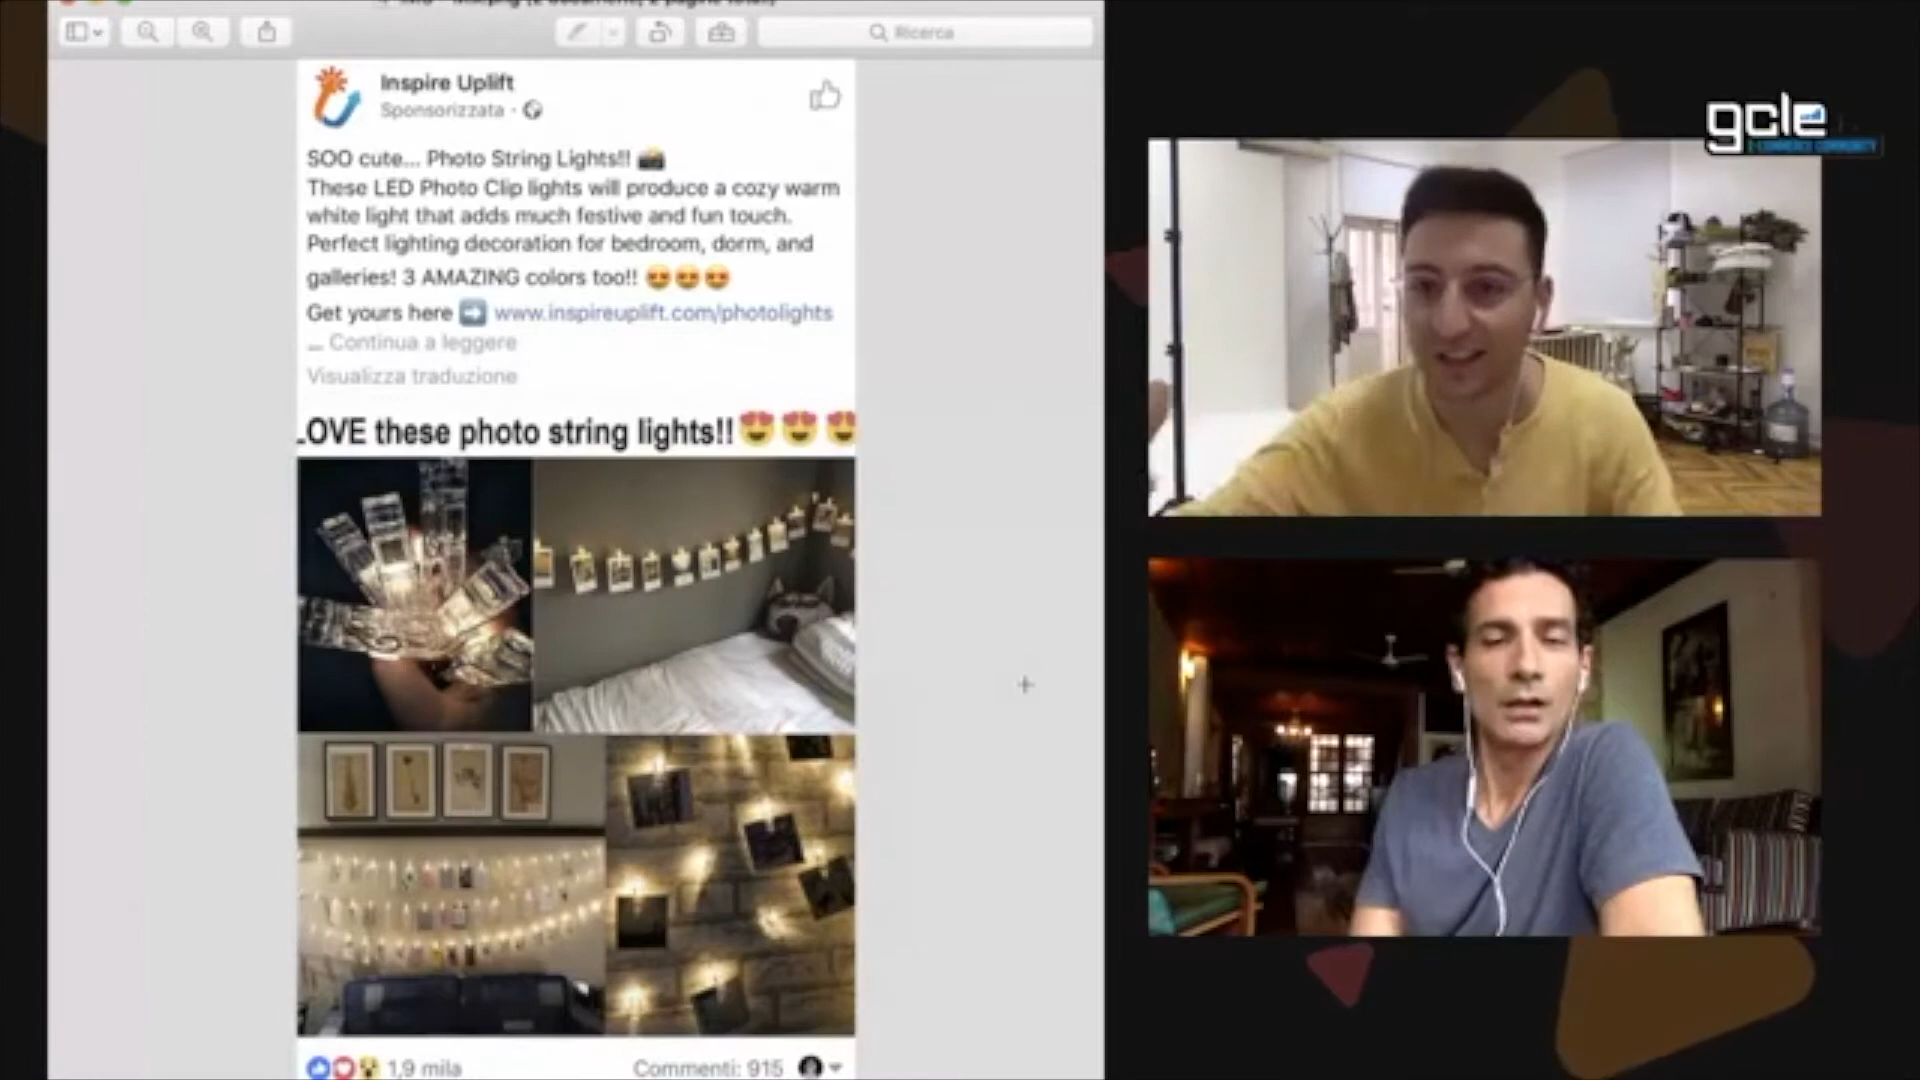 Ricerca
Inspire Uplift
Sponsorizzata ·
SOO cute... Photo String Lights!! 📸
These LED Photo Clip lights will produce a cozy warm
white light that adds much festive and fun touch.
Perfect lighting decoration for bedroom, dorm, and
galleries! 3 AMAZING colors too!! 😍😍😍
Get yours here ➡️ www.inspireuplift.com/photolights
... Continua a leggere
Visualizza traduzione
LOVE these photo string lights!!😍😍😍
1,9 mila
Commenti: 915
gcle
E-COMMERCE COMMUNITY